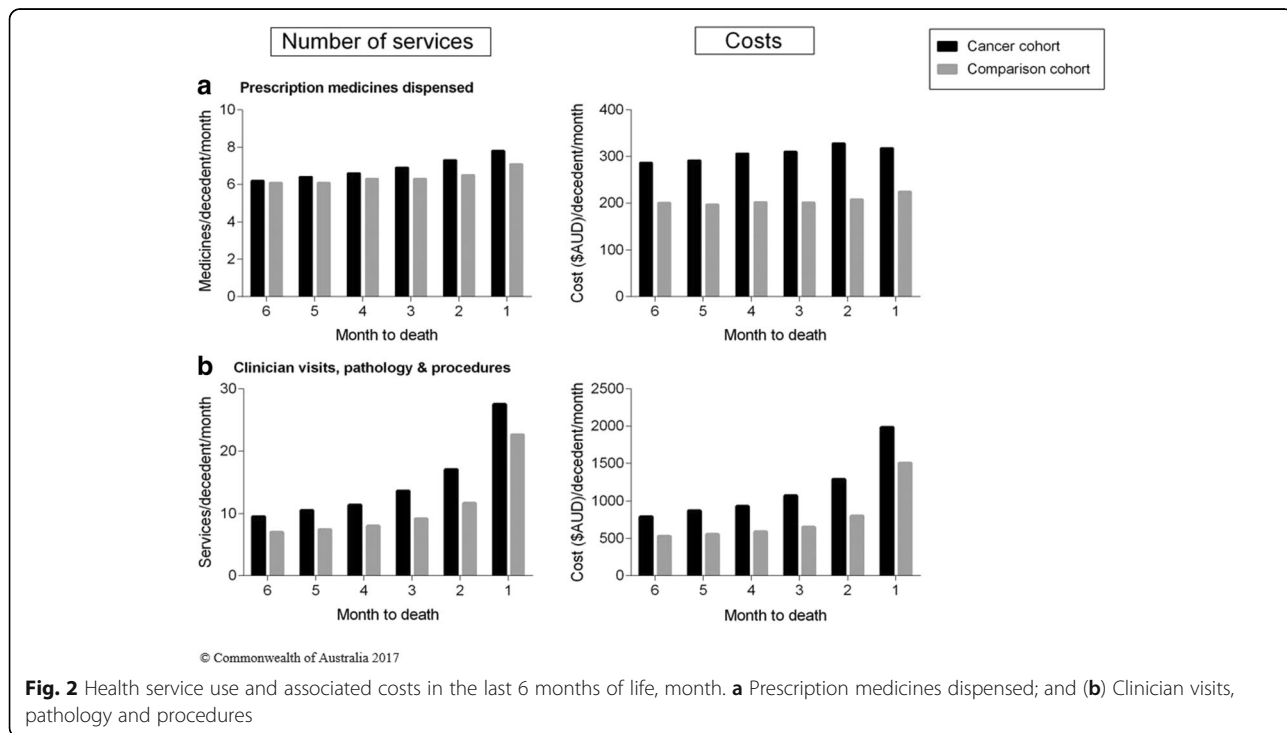 Number of services
Costs
Cancer cohort
Comparison cohort
a Prescription medicines dispensed
Medicines/decedent/month
10
8
6
4
2
0
6 5 4 3 2 1
Month to death
Cost ($AUD)/decedent/month
400
300
200
100
0
6 5 4 3 2 1
Month to death
b Clinician visits, pathology & procedures
Services/decedent/month
30
20
10
0
6 5 4 3 2 1
Month to death
Cost ($AUD)/decedent/month
2500
2000
1500
1000
500
0
6 5 4 3 2 1
Month to death
© Commonwealth of Australia 2017
Fig. 2 Health service use and associated costs in the last 6 months of life, month. a Prescription medicines dispensed; and (b) Clinician visits,
pathology and procedures